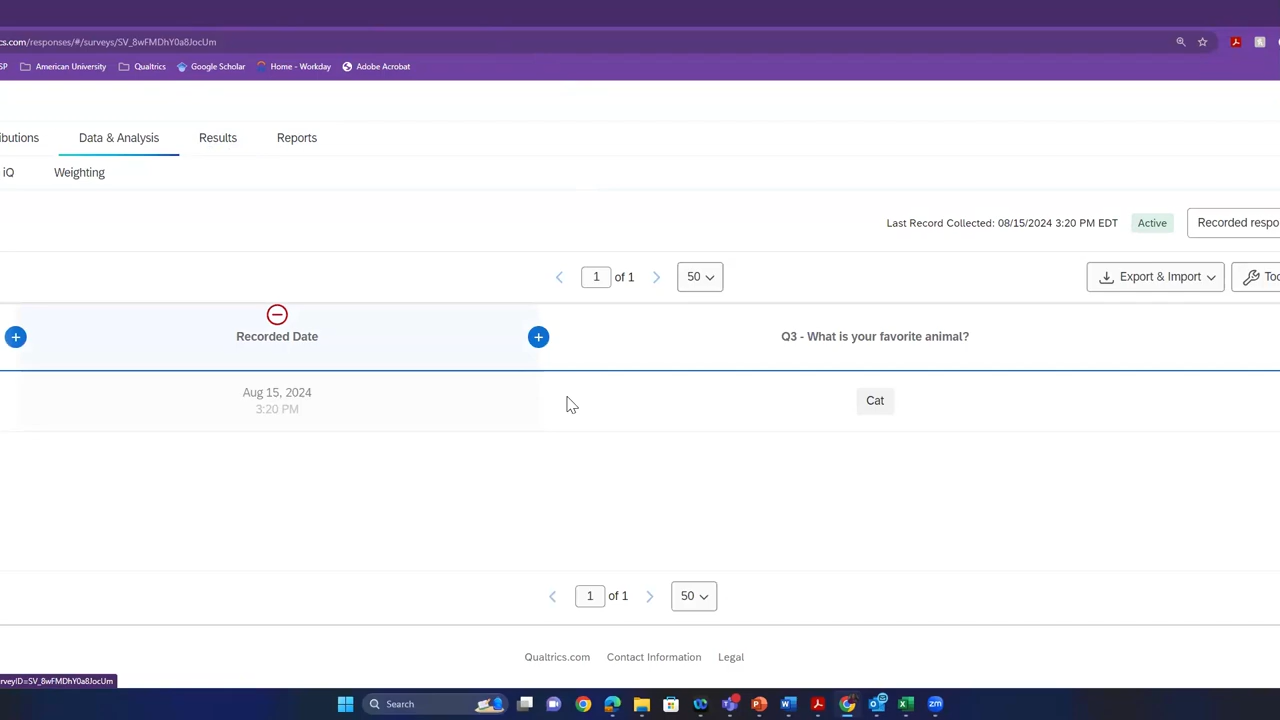 cs.com/responses/#/surveys/SV_8wFMDhY0a8JocUm
SP American University Qualtrics Google Scholar Home - Workday Adobe Acrobat
ibutions Data & Analysis Results Reports
iQ Weighting
Last Record Collected: 08/15/2024 3:20 PM EDT Active Recorded respo
1 of 1 50 Export & Import Too
Recorded Date Q3 - What is your favorite animal?
Aug 15, 2024
3:20 PM
Cat
1 of 1 50
Qualtrics.com Contact Information Legal
rveyID=SV_8wFMDhY0a8JocUm
Search